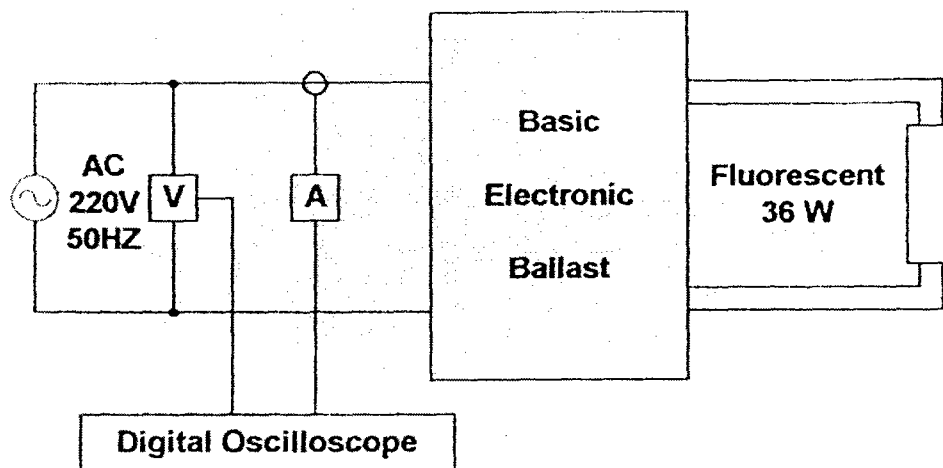 AC
220V
50HZ
V
A
Basic
Electronic
Ballast
Fluorescent
36 W
Digital Oscilloscope